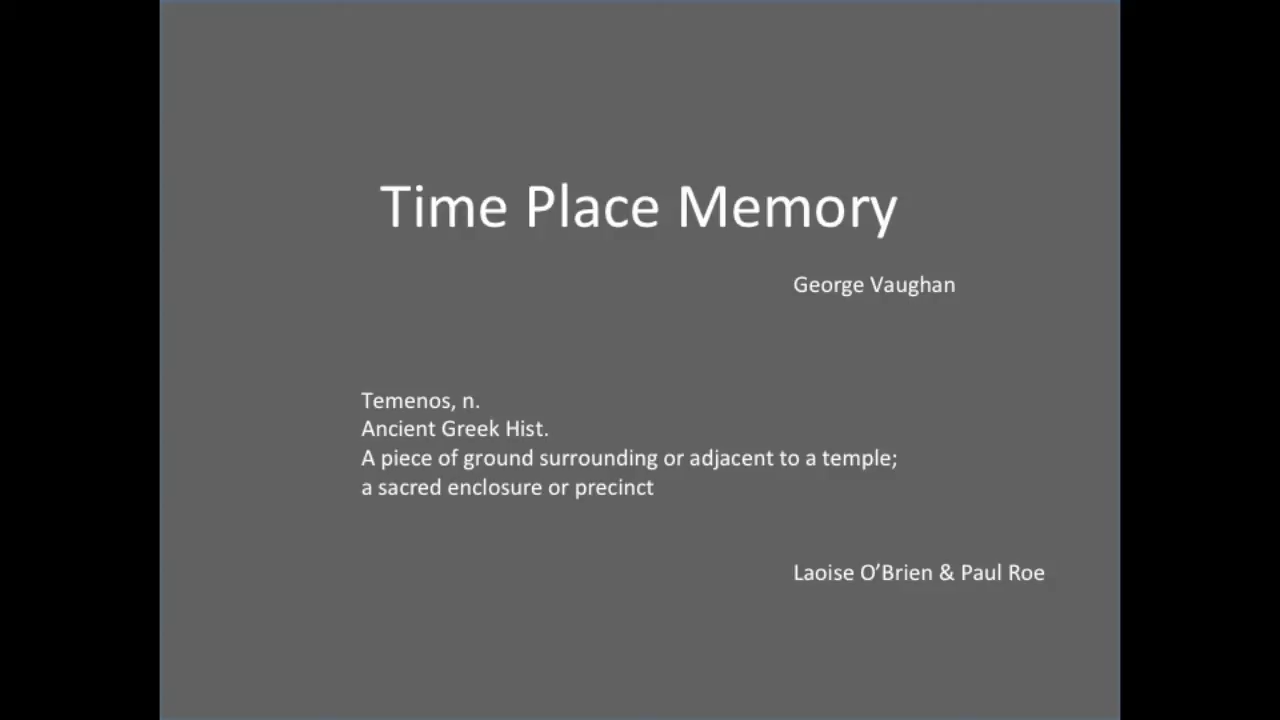 Time Place Memory
George Vaughan
Temenos, n.
Ancient Greek Hist.
A piece of ground surrounding or adjacent to a temple;
a sacred enclosure or precinct
Laoise O’Brien & Paul Roe